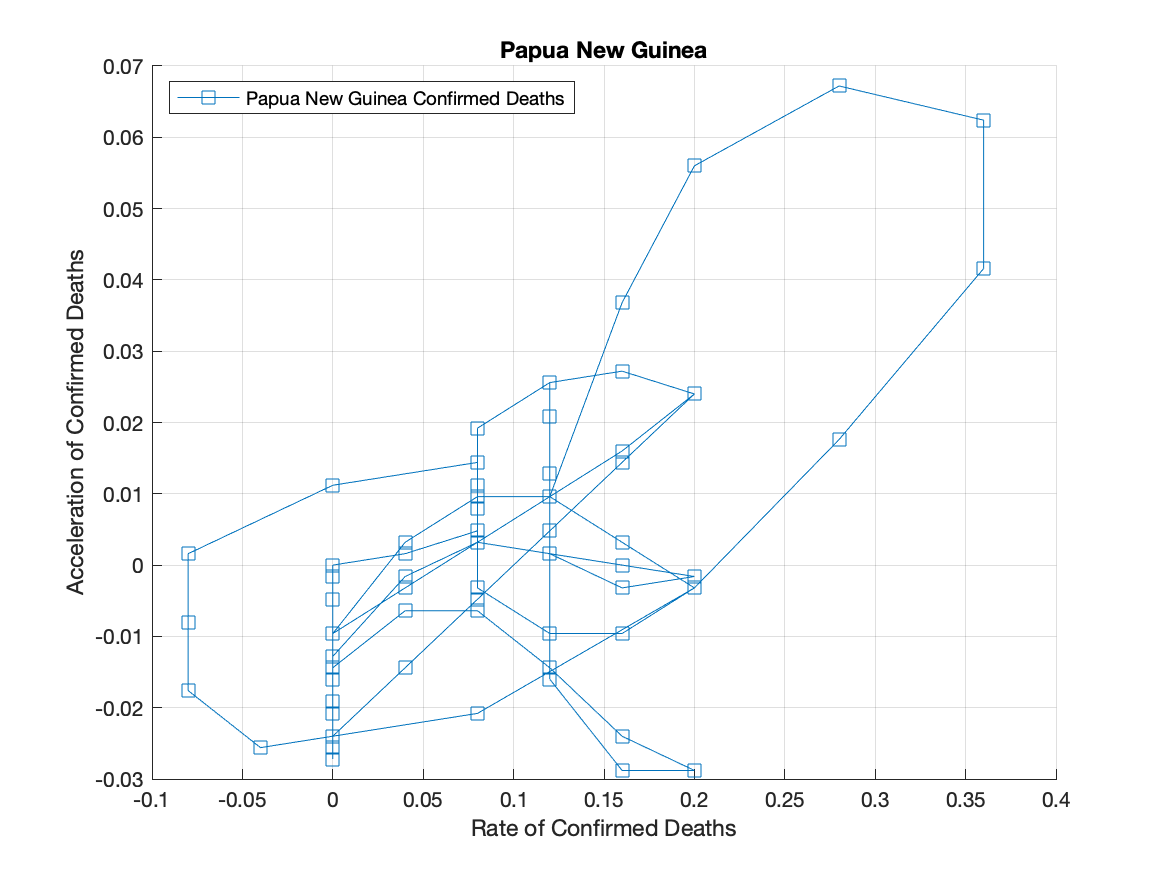 Papua New Guinea
0.07
Papua New Guinea Confirmed Deaths
0.06
0.05
0.04
0.03
0.02
0.01
0
-0.01
-0.02
-0.03
Acceleration of Confirmed Deaths
-0.1 -0.05 0 0.05 0.1 0.15 0.2 0.25 0.3 0.35 0.4
Rate of Confirmed Deaths